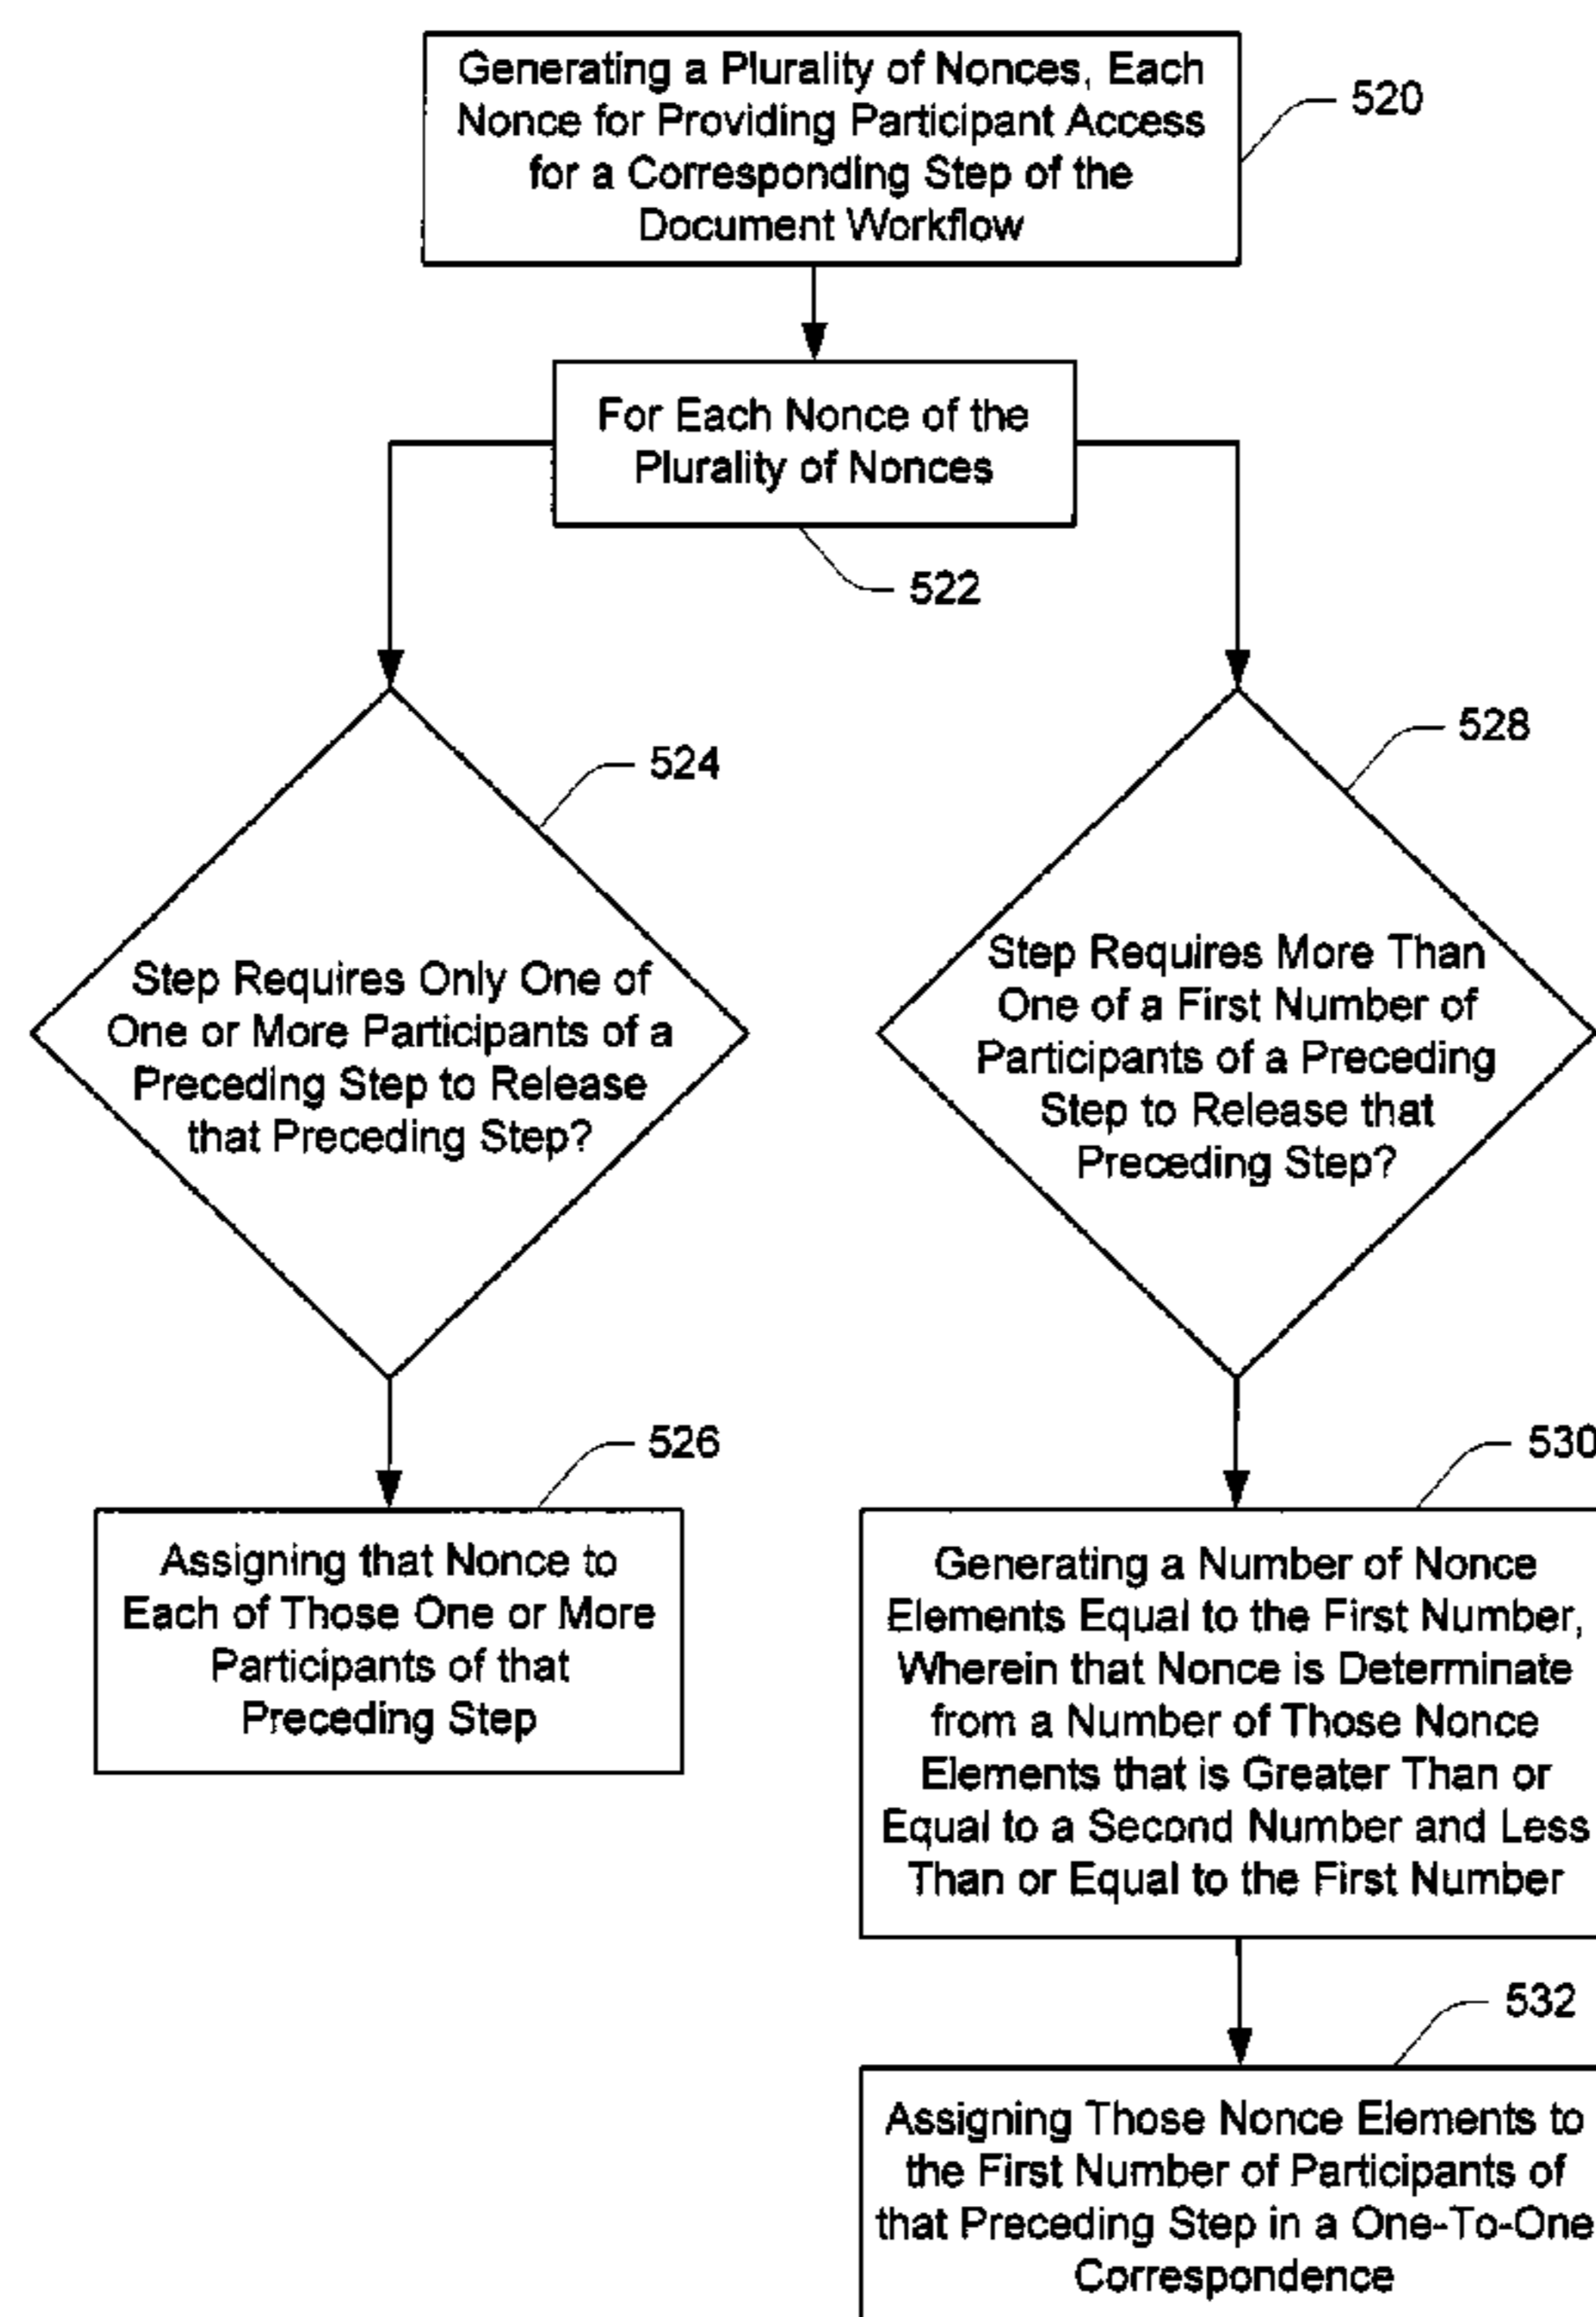 Generating a Plurality of Nonces, Each
Nonce for Providing Participant Access
for a Corresponding Step of the
Document Workflow
520
For Each Nonce of the
Plurality of Nonces
522
524
Step Requires Only One of
One or More Participants of a
Preceding Step to Release
that Preceding Step?
528
Step Requires More Than
One of a First Number of
Participants of a Preceding
Step to Release that
Preceding Step?
526
Assigning that Nonce to
Each of Those One or More
Participants of that
Preceding Step
530
Generating a Number of Nonce
Elements Equal to the First Number,
Wherein that Nonce is Determinate
from a Number of Those Nonce
Elements that is Greater Than or
Equal to a Second Number and Less
Than or Equal to the First Number
532
Assigning Those Nonce Elements to
the First Number of Participants of
that Preceding Step in a One-To-One
Correspondence